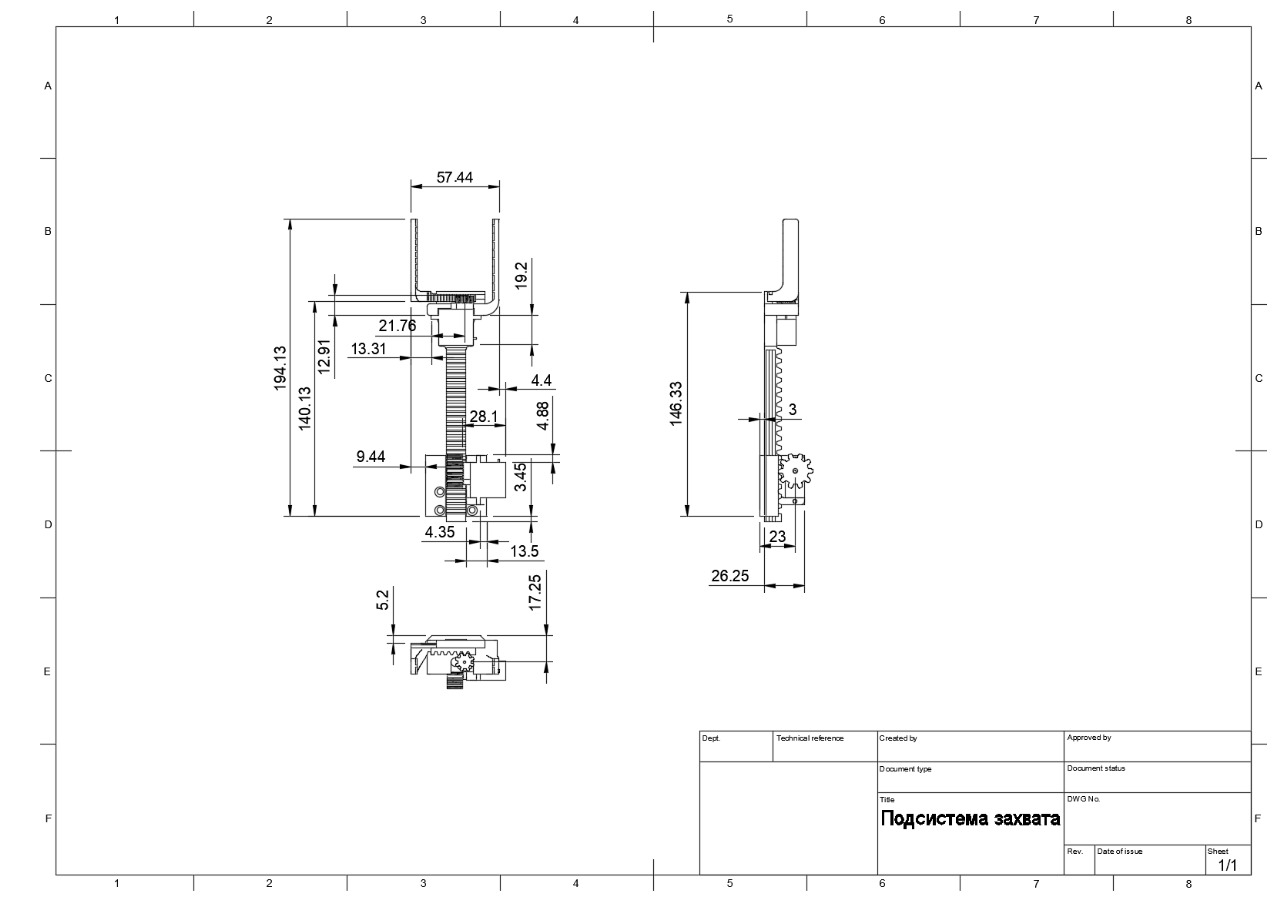 1 2 3 4 5 6 7 8
A A
B B
C C
D D
E E
F F
57.44
19.2
21.76
12.91
13.31
194.13
140.13
4.4
28.1
4.88
9.44
3.45
4.35
13.5
146.33
3
23
26.25
5.2
17.25
Dept. Technical reference Created by Approved by
Document type Document status
Title DWG No.
Подсистема захвата
Rev. Date of issue Sheet
1/1
1 2 3 4 5 6 7 8